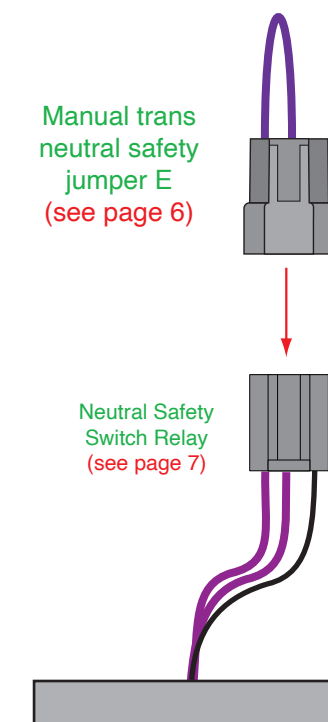 Manual trans
neutral safety
jumper E
(see page 6)
Neutral Safety
Switch Relay
(see page 7)